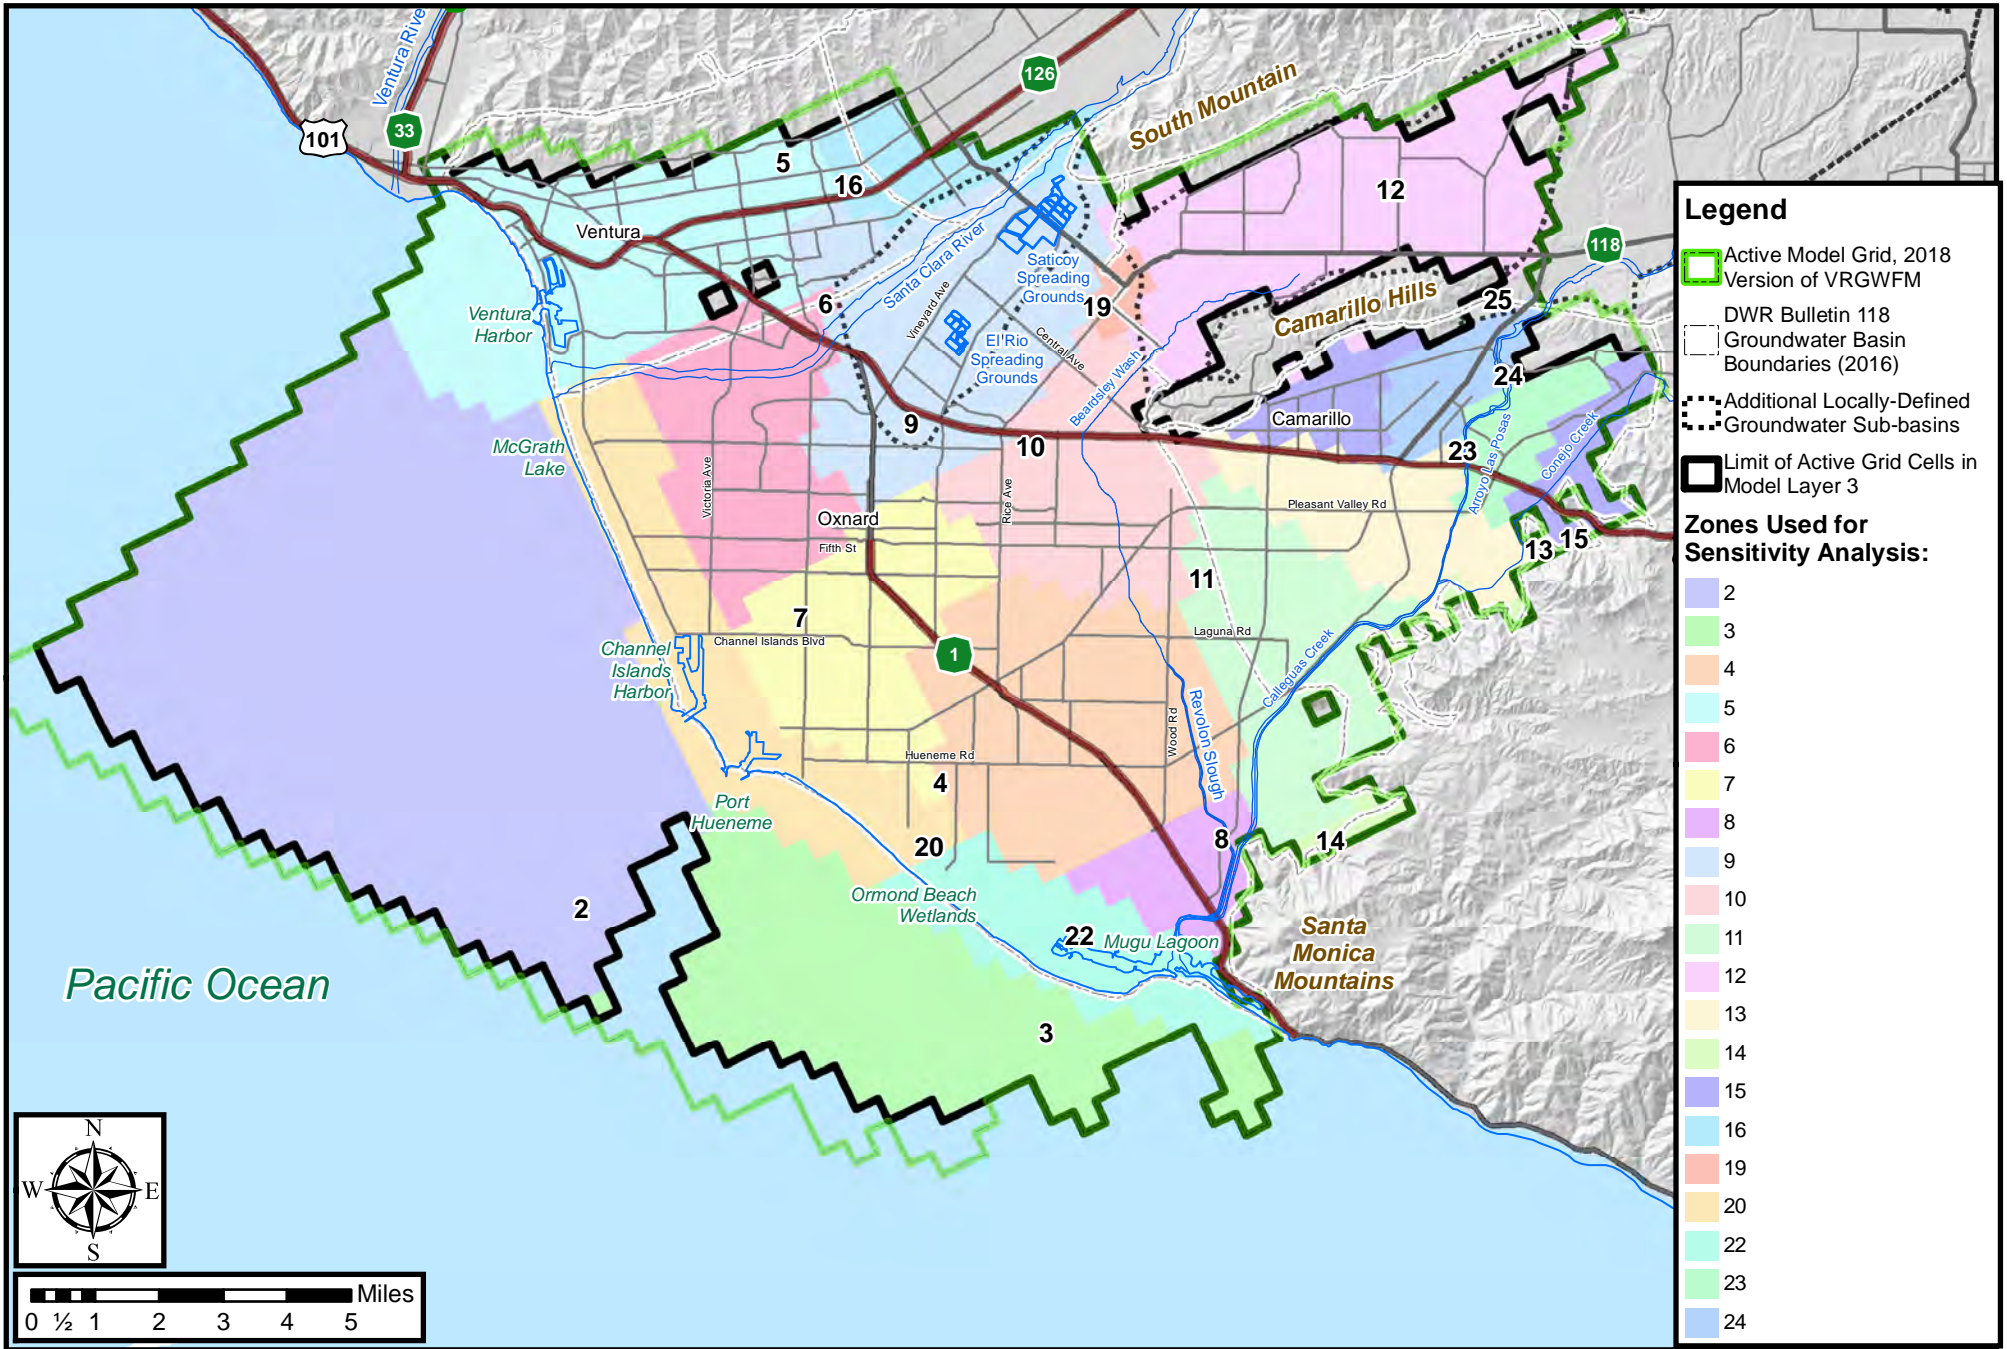 Ventura River
33
101
126
South Mountain
5
16
12
Ventura
118
Santa Clara River
Saticoy
Spreading
Grounds
Vineyard Ave
6
19
Camarillo Hills
25
Ventura
Harbor
El Rio
Spreading
Grounds
Central Ave
Beardsley Wash
24
9
Camarillo
10
23
Arroyo Las Posas
Conejo Creek
McGrath
Lake
Victoria Ave
Rice Ave
Pleasant Valley Rd
Oxnard
Fifth St
13
15
11
7
Channel Islands Blvd
Laguna Rd
1
Channel
Islands
Harbor
Calleguas Creek
Revolon Slough
Wood Rd
Hueneme Rd
4
Port
Hueneme
20
8
14
Ormond Beach
Wetlands
2
22
Mugu Lagoon
Santa
Monica
Mountains
Pacific Ocean
3
N
W
E
S
Miles
0 ½ 1 2 3 4 5
Legend
Active Model Grid, 2018
Version of VRGWFM
DWR Bulletin 118
Groundwater Basin
Boundaries (2016)
Additional Locally-Defined
Groundwater Sub-basins
Limit of Active Grid Cells in
Model Layer 3
Zones Used for
Sensitivity Analysis:
2
3
4
5
6
7
8
9
10
11
12
13
14
15
16
19
20
22
23
24